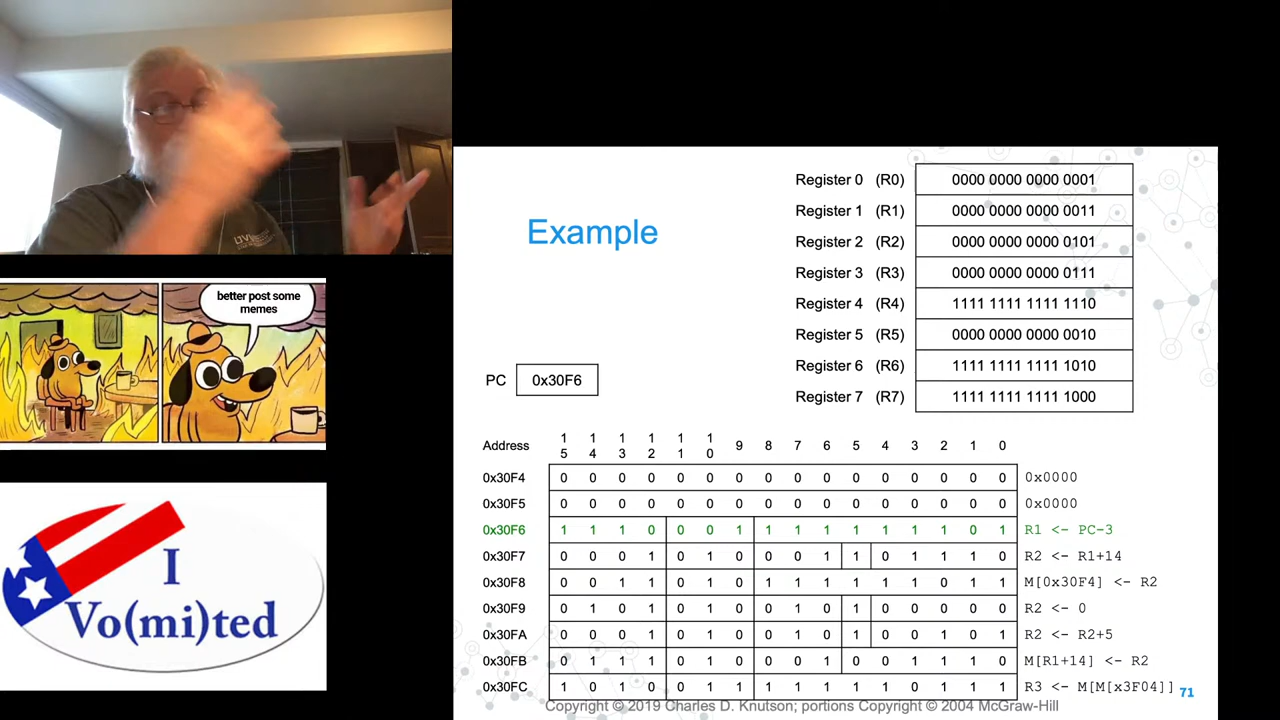 UVU
better post some
memes
I
Vo(mi)ted
Example
Register 0 (R0) 0000 0000 0000 0001
Register 1 (R1) 0000 0000 0000 0011
Register 2 (R2) 0000 0000 0000 0101
Register 3 (R3) 0000 0000 0000 0111
Register 4 (R4) 1111 1111 1111 1110
Register 5 (R5) 0000 0000 0000 0010
Register 6 (R6) 1111 1111 1111 1010
Register 7 (R7) 1111 1111 1111 1000
PC 0x30F6
Address 15 14 13 12 11 10 9 8 7 6 5 4 3 2 1 0
0x30F4 0 0 0 0 0 0 0 0 0 0 0 0 0 0 0 0 0x0000
0x30F5 0 0 0 0 0 0 0 0 0 0 0 0 0 0 0 0 0x0000
0x30F6 1 1 1 0 0 0 1 1 1 1 1 1 1 1 0 1 R1 <- PC-3
0x30F7 0 0 0 1 0 1 0 0 0 1 1 0 1 1 1 0 R2 <- R1+14
0x30F8 0 0 1 1 0 1 0 1 1 1 1 1 1 0 1 1 M[0x30F4] <- R2
0x30F9 0 1 0 1 0 1 0 0 1 0 1 0 0 0 0 0 R2 <- 0
0x30FA 0 0 0 1 0 1 0 0 1 0 1 0 0 1 0 1 R2 <- R2+5
0x30FB 0 1 1 1 0 1 0 0 0 1 0 0 1 1 1 0 M[R1+14] <- R2
0x30FC 1 0 1 0 0 1 1 1 1 1 1 1 0 1 1 1 R3 <- M[M[x3F04]]
71
Copyright © 2019 Charles D. Knutson; portions Copyright © 2004 McGraw-Hill